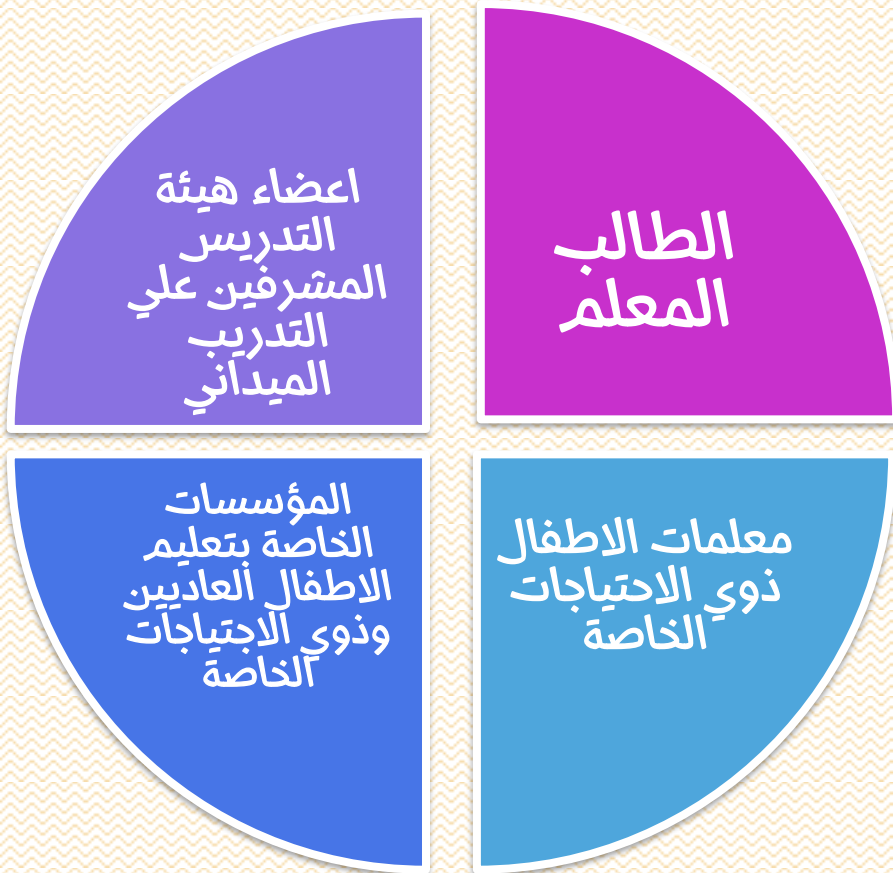 الطالب
المعلم
اعضاء هيئة
التدريس
المشرفين علي
التدريب
الميداني
معلمات الاطفال
ذوي الاحتياجات
الخاصة
المؤسسات
الخاصة بتعليم
الاطفال العاديين
وذوي الاجتياجات
الخاصة